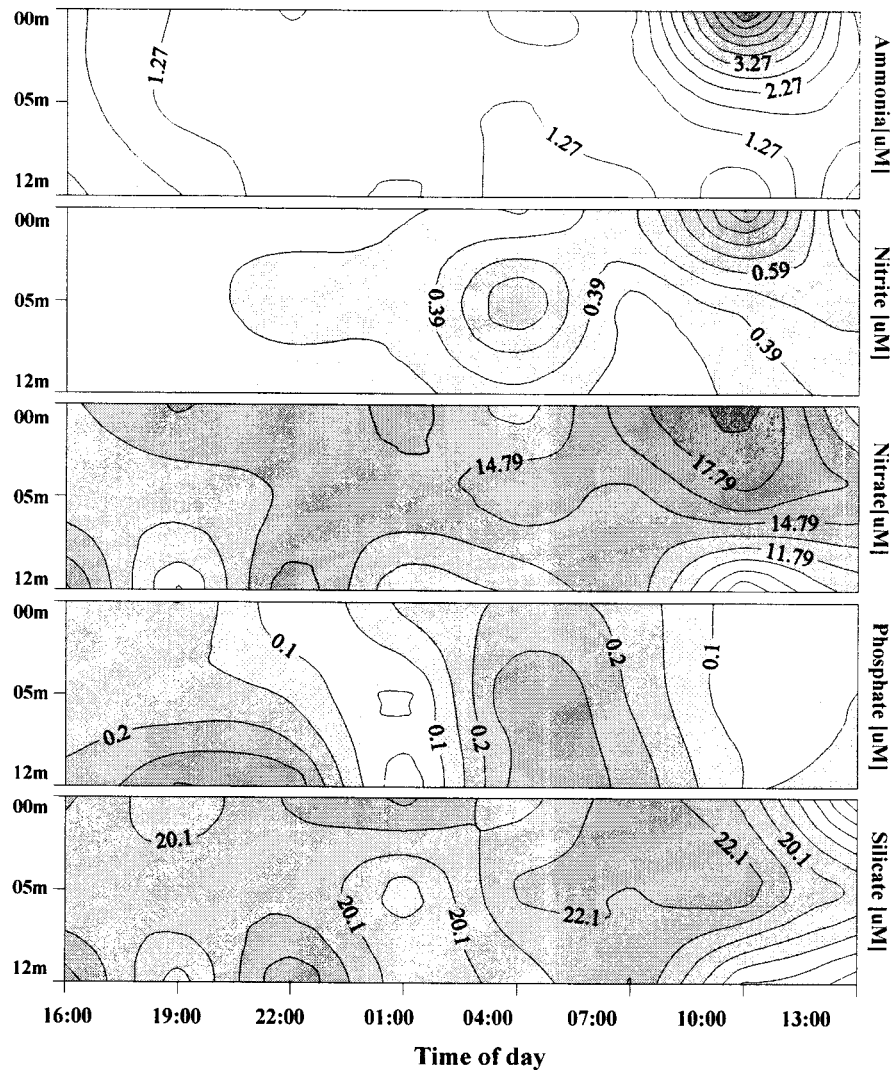 00m
05m
12m
1.27
3.27
2.27
1.27
1.27
Ammonia[uM]
00m
05m
12m
0.39
0.39
0.59
0.39
Nitrite [uM]
00m
05m
12m
14.79
17.79
14.79
11.79
Nitrate[uM]
00m
05m
12m
0.1
0.2
0.1
0.2
0.2
0.1
Phosphate [uM]
00m
05m
12m
20.1
20.1
20.1
22.1
22.1
20.1
Silicate [uM]
16:00 19:00 22:00 01:00 04:00 07:00 10:00 13:00
Time of day